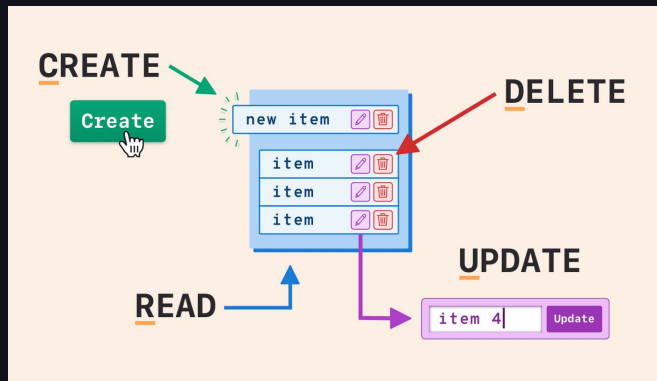 CREATE
Create
DELETE
new item
item
item
item
UPDATE
item 4
Update
READ